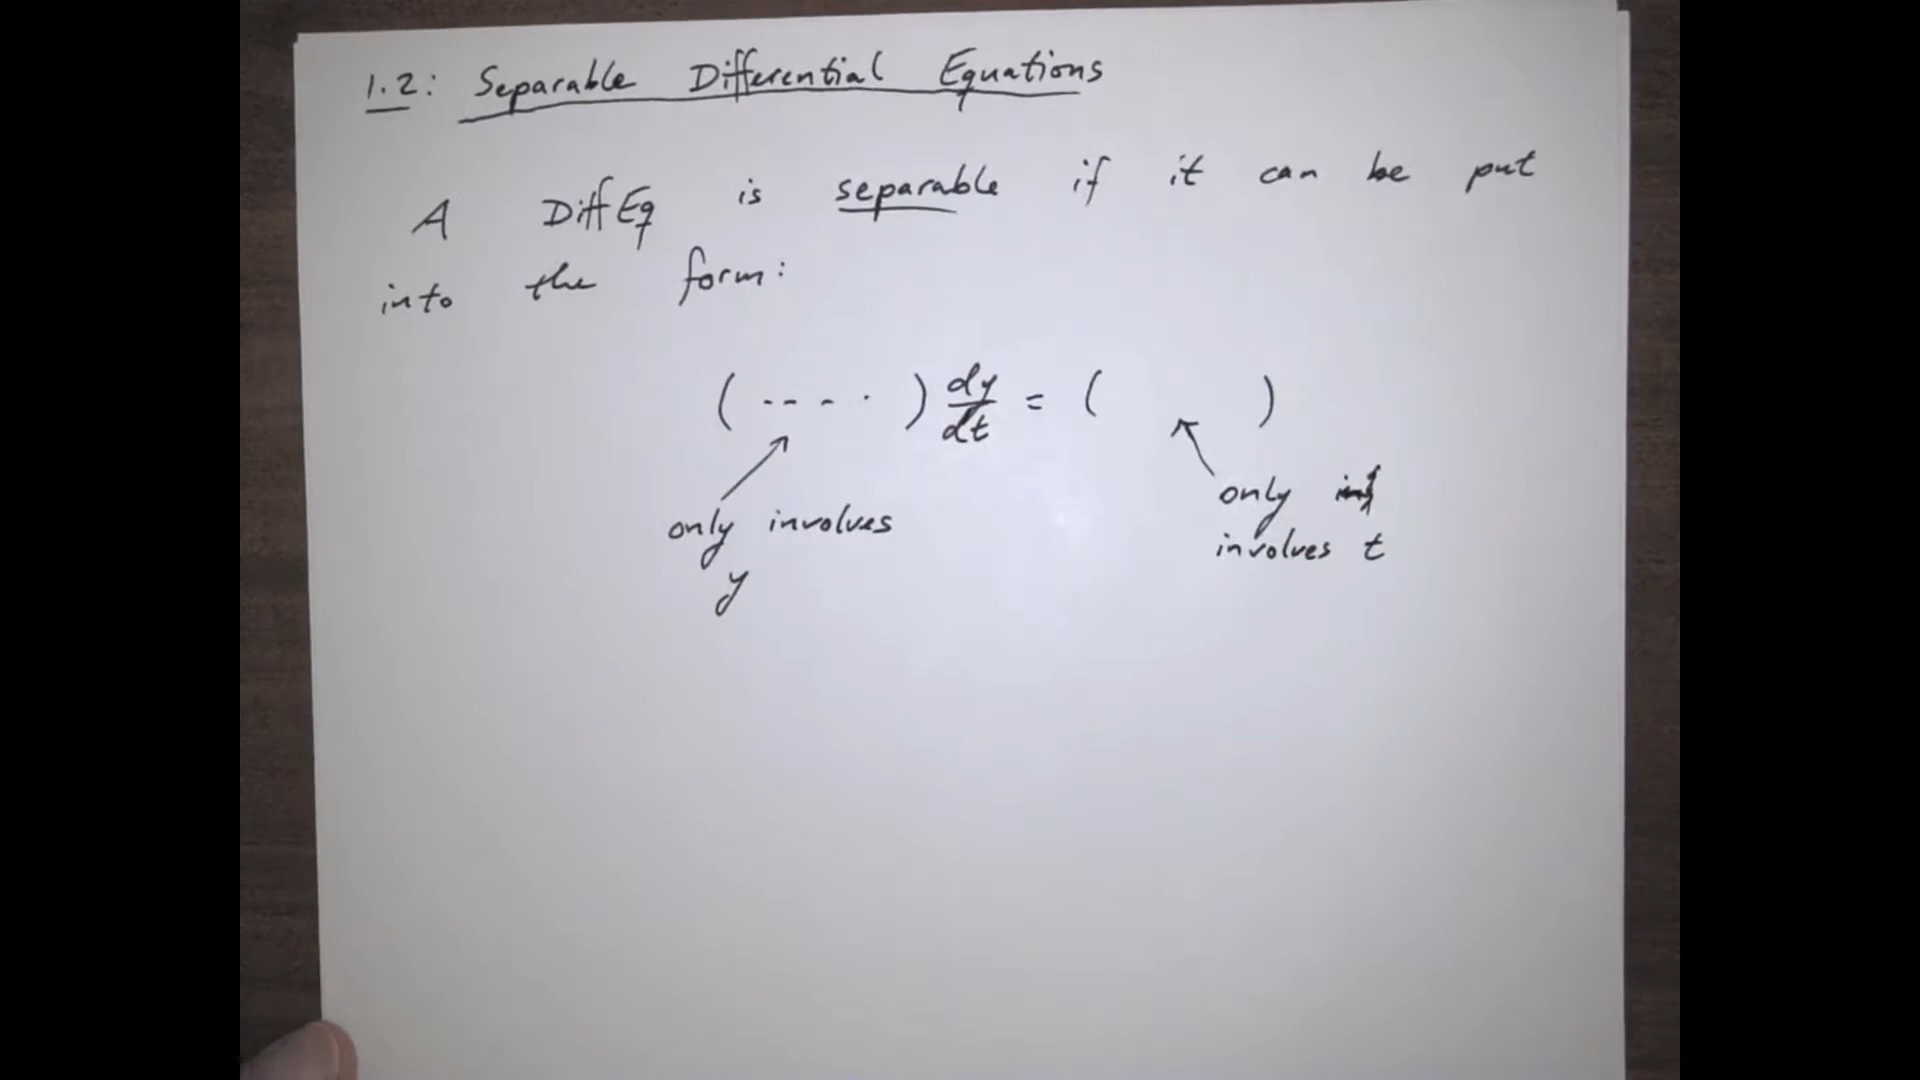 1.2: Separable Differential Equations
A DiffEq is separable if it can be put
into the form:
( ---- ) dy/dt = ( )
only involves
y
only
involves t